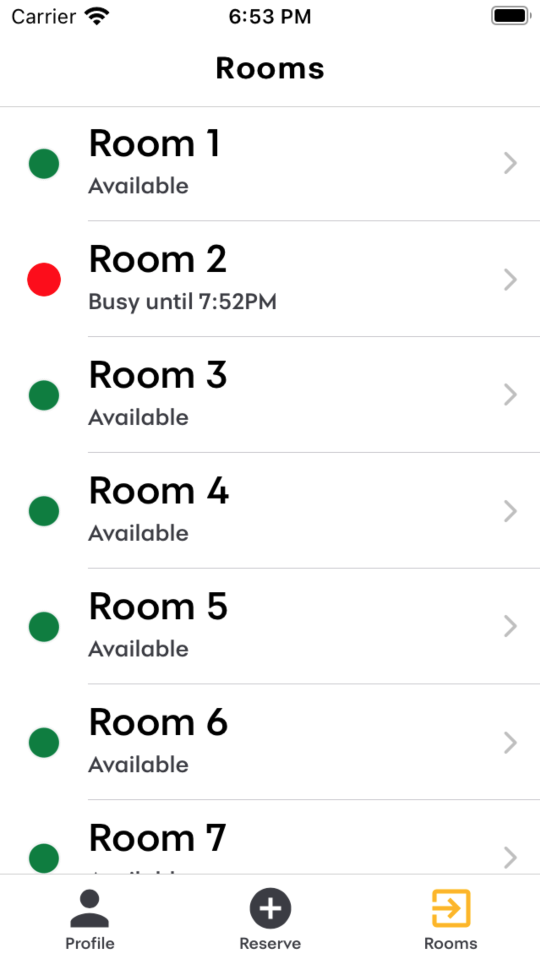 Carrier 6:53 PM
Rooms
Room 1
Available
Room 2
Busy until 7:52PM
Room 3
Available
Room 4
Available
Room 5
Available
Room 6
Available
Room 7
Profile Reserve Rooms